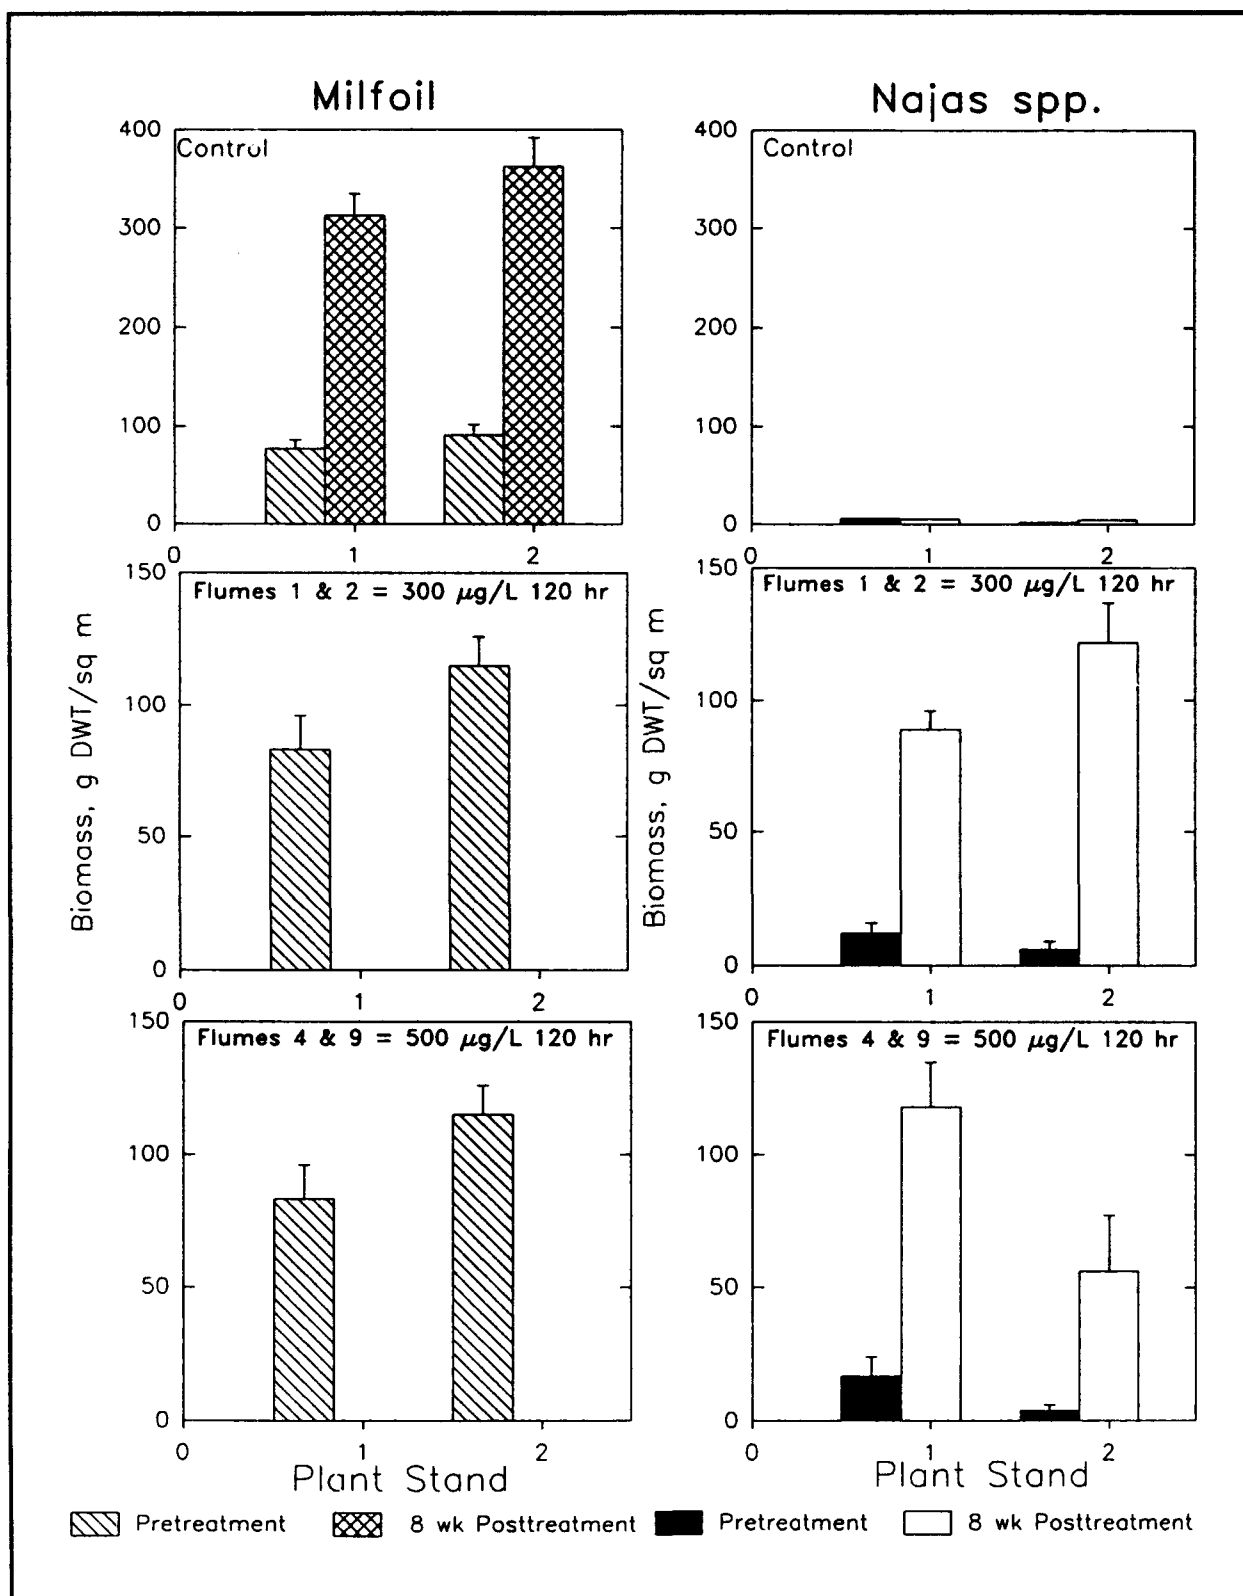 Milfoil
Najas spp.
400
Control
300
200
100
0
0
1
2
400
Control
300
200
100
0
0
1
2
Biomass, g DWT/sq m
150
Flumes 1 & 2 = 300 μg/L 120 hr
100
50
0
0
1
2
Biomass, g DWT/sq m
150
Flumes 1 & 2 = 300 μg/L 120 hr
100
50
0
0
1
2
150
Flumes 4 & 9 = 500 μg/L 120 hr
100
50
0
0
1
2
Plant Stand
150
Flumes 4 & 9 = 500 μg/L 120 hr
100
50
0
0
1
2
Plant Stand
Pretreatment
8 wk Posttreatment
Pretreatment
8 wk Posttreatment